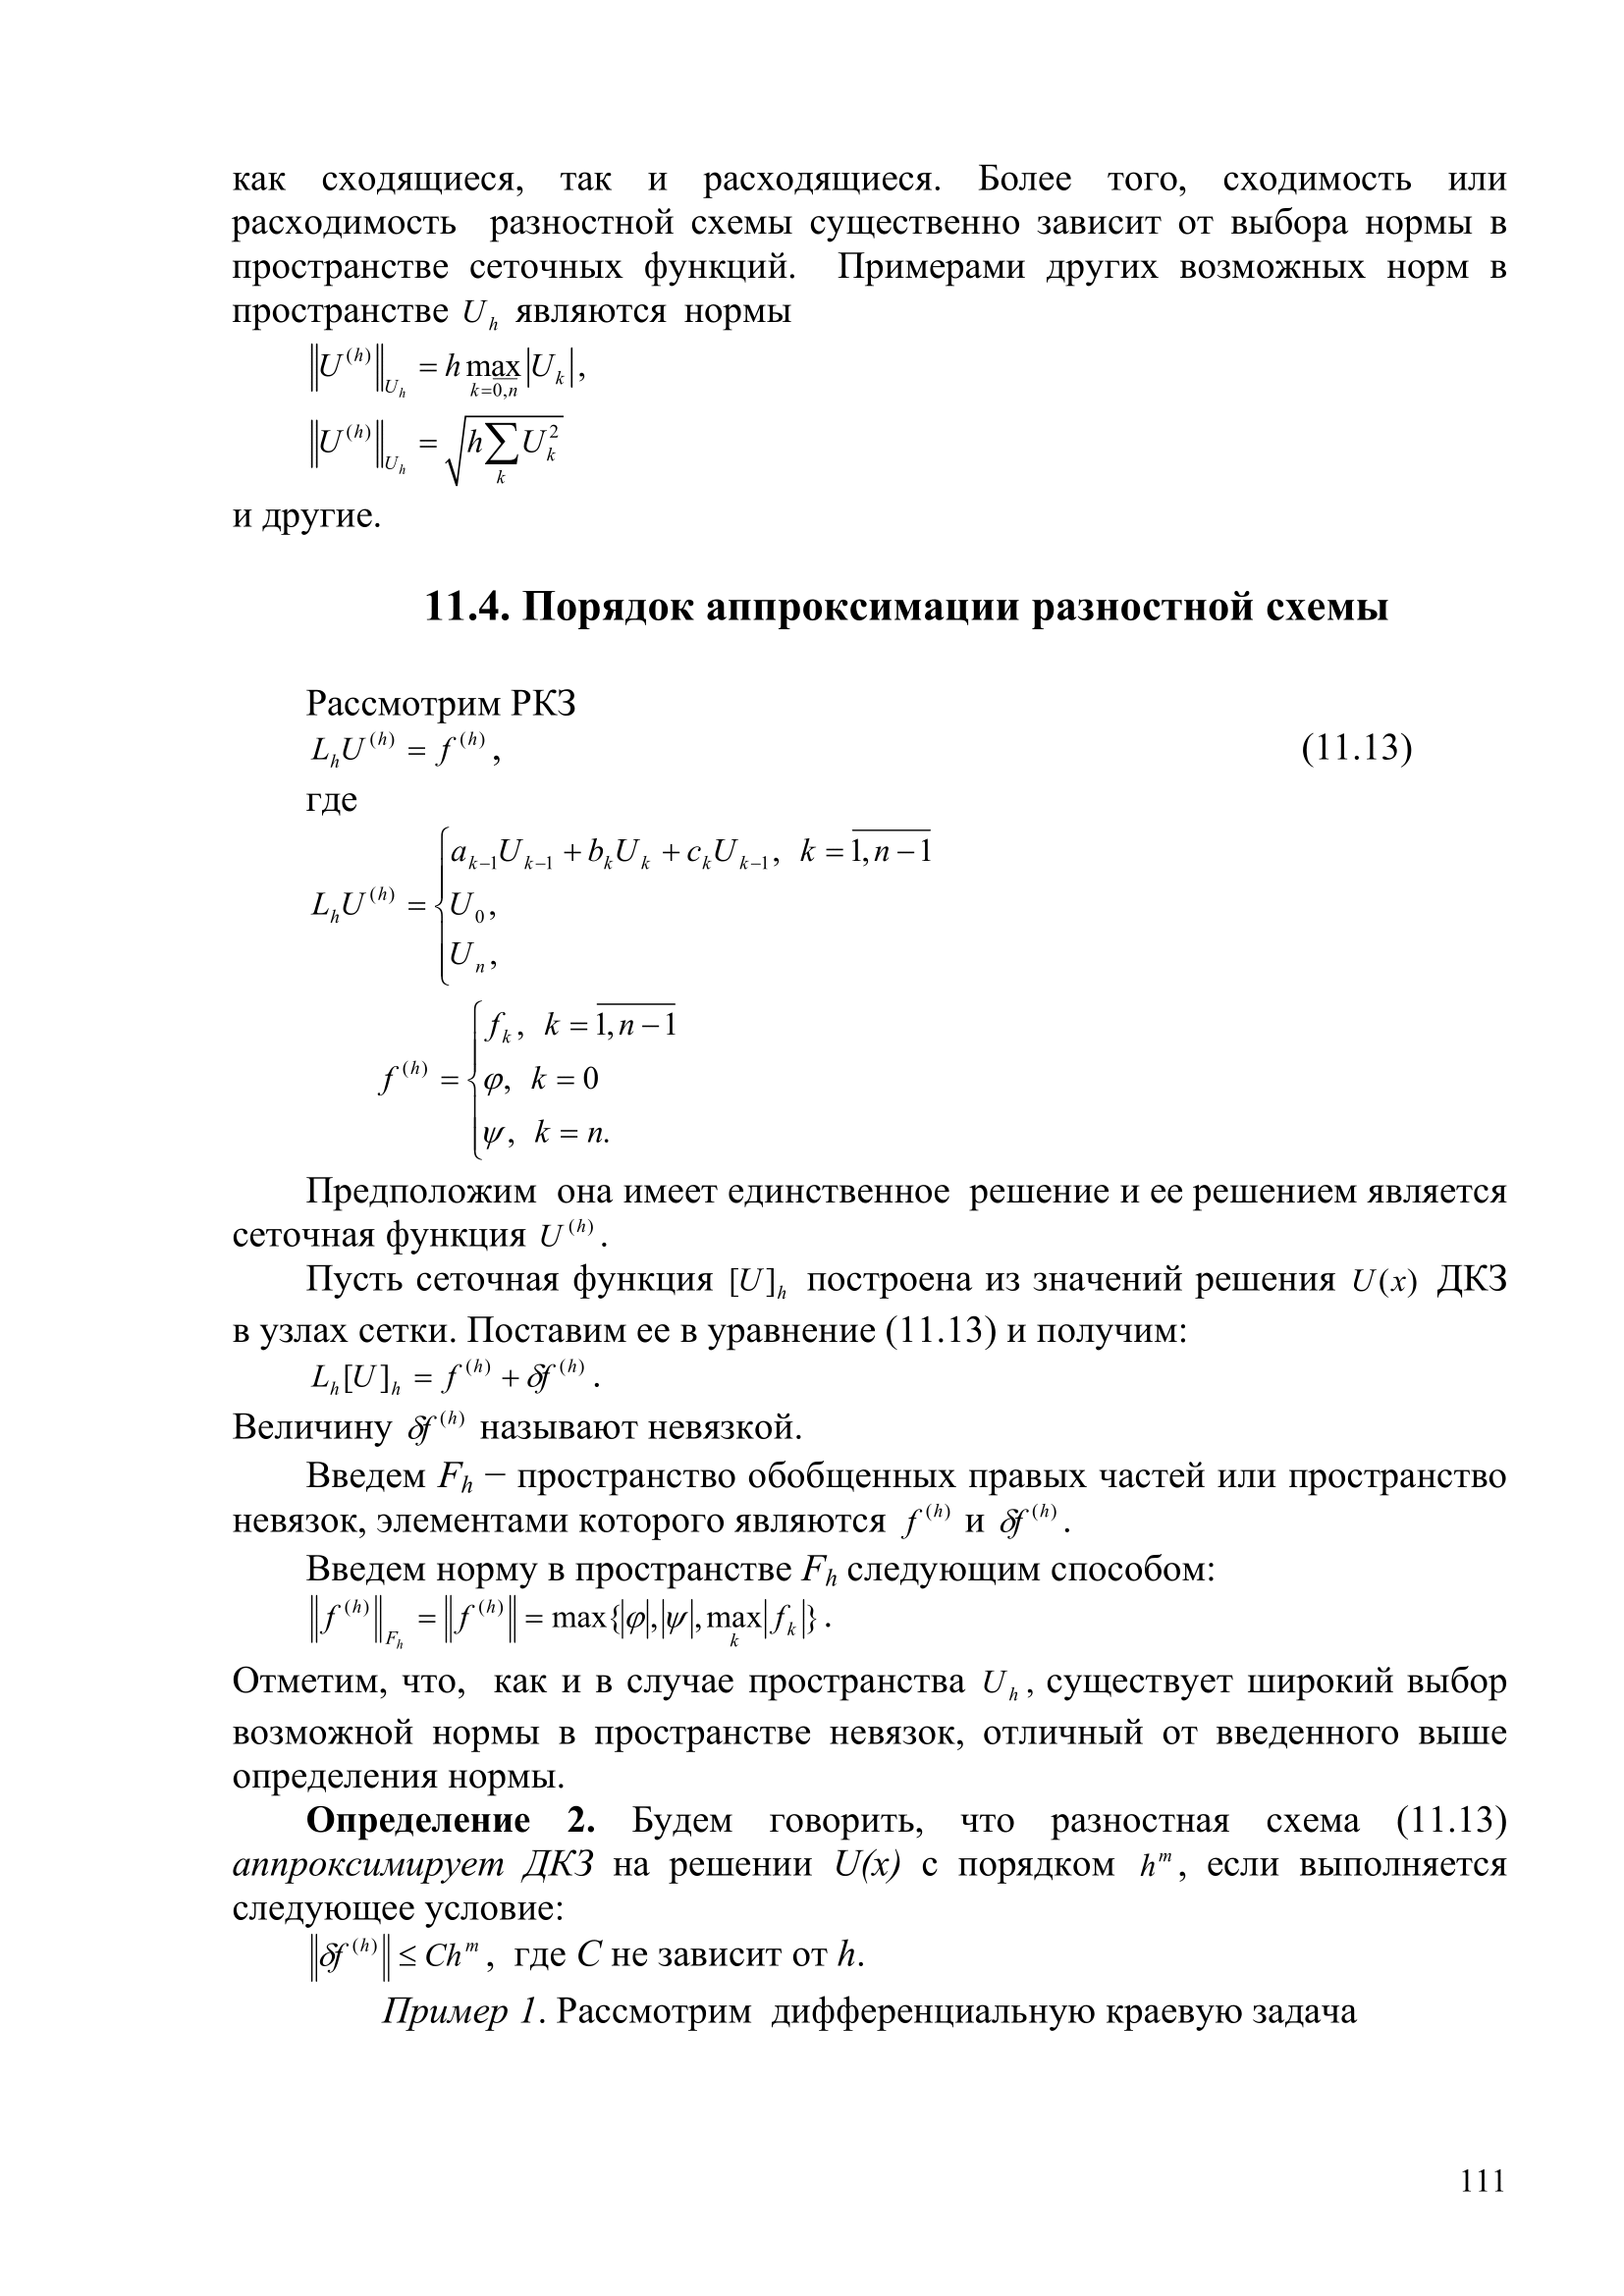 как сходящиеся, так и расходящиеся. Более того, сходимость или
расходимость разностной схемы существенно зависит от выбора нормы в
пространстве сеточных функций. Примерами других возможных норм в
пространстве $U_h$ являются нормы
$\left\|U^{(h)}\right\|_{U_h} = h \max_{k=\overline{0,n}} |U_k|,$
$\left\|U^{(h)}\right\|_{U_h} = \sqrt{h \sum_k U_k^2}$
и другие.
11.4. Порядок аппроксимации разностной схемы
Рассмотрим РКЗ
$L_h U^{(h)} = f^{(h)},$ (11.13)
где
$L_h U^{(h)} = \begin{cases} a_{k-1}U_{k-1} + b_k U_k + c_k U_{k-1}, \; k = \overline{1,n-1} \\ U_0, \\ U_n, \end{cases}$
$f^{(h)} = \begin{cases} f_k, \; k = \overline{1,n-1} \\ \varphi, \; k = 0 \\ \psi, \; k = n. \end{cases}$
Предположим она имеет единственное решение и ее решением является
сеточная функция $U^{(h)}$.
Пусть сеточная функция $[U]_h$ построена из значений решения $U(x)$ ДКЗ
в узлах сетки. Поставим ее в уравнение (11.13) и получим:
$L_h[U]_h = f^{(h)} + \delta f^{(h)}.$
Величину $\delta f^{(h)}$ называют невязкой.
Введем $F_h$ − пространство обобщенных правых частей или пространство
невязок, элементами которого являются $f^{(h)}$ и $\delta f^{(h)}$.
Введем норму в пространстве $F_h$ следующим способом:
$\left\|f^{(h)}\right\|_{F_h} = \left\|f^{(h)}\right\| = \max\{|\varphi|, |\psi|, \max_k |f_k|\}.$
Отметим, что, как и в случае пространства $U_h$, существует широкий выбор
возможной нормы в пространстве невязок, отличный от введенного выше
определения нормы.
Определение 2. Будем говорить, что разностная схема (11.13)
аппроксимирует ДКЗ на решении U(x) с порядком $h^m$, если выполняется
следующее условие:
$\left\|\delta f^{(h)}\right\| \leq Ch^m$, где C не зависит от h.
Пример 1. Рассмотрим дифференциальную краевую задача
111